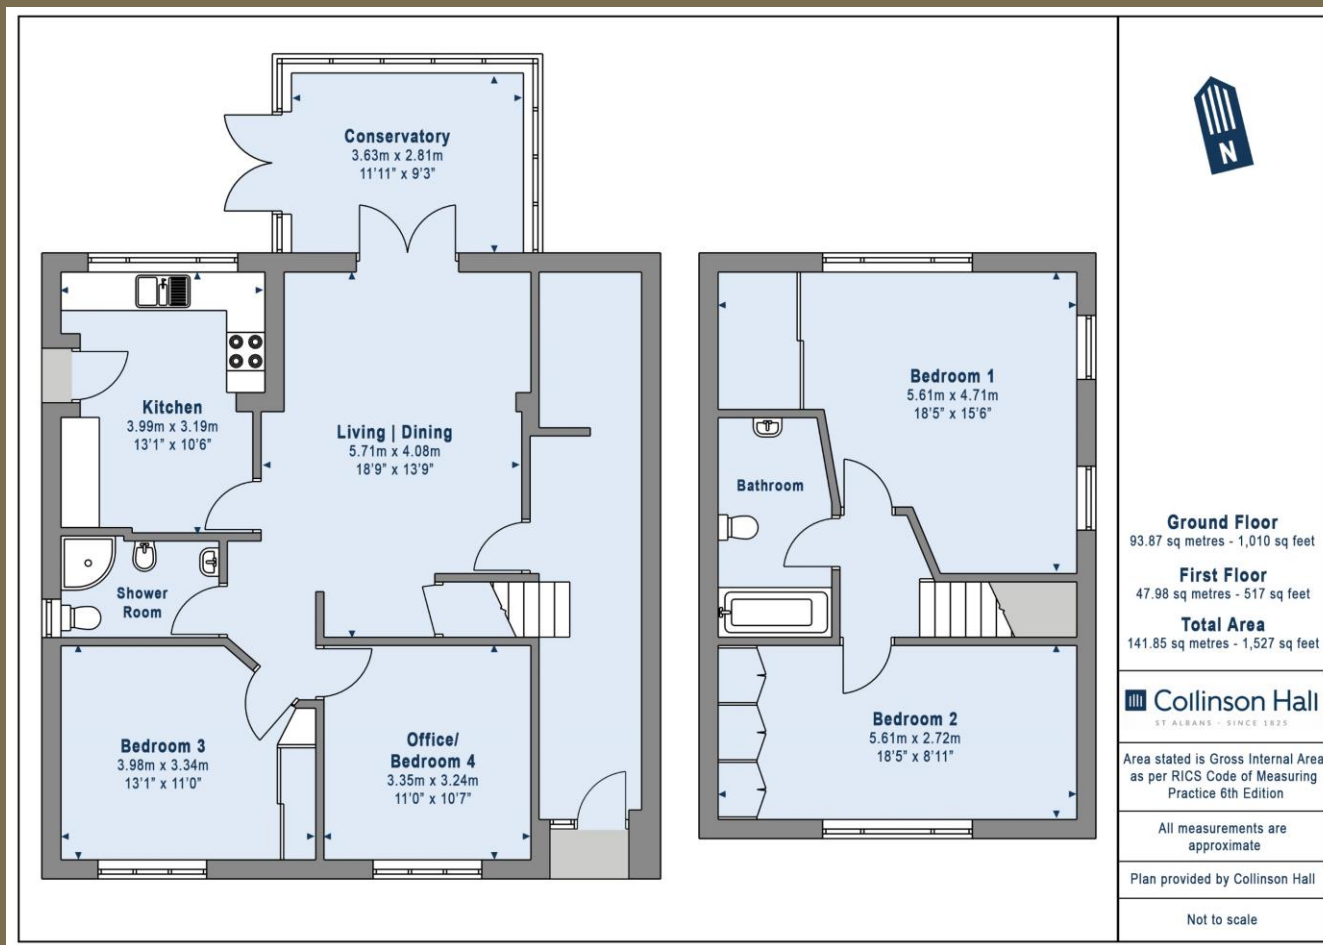 Conservatory
3.63m x 2.81m
11'11" x 9'3"
Kitchen
3.99m x 3.19m
13'1" x 10'6"
Living | Dining
5.71m x 4.08m
18'9" x 13'9"
Shower
Room
Bedroom 3
3.98m x 3.34m
13'1" x 11'0"
Office/
Bedroom 4
3.35m x 3.24m
11'0" x 10'7"
Bedroom 1
5.61m x 4.71m
18'5" x 15'6"
Bathroom
Bedroom 2
5.61m x 2.72m
18'5" x 8'11"
N
Ground Floor
93.87 sq metres - 1,010 sq feet
First Floor
47.98 sq metres - 517 sq feet
Total Area
141.85 sq metres - 1,527 sq feet
Collinson Hall
ST ALBANS - SINCE 1825
Area stated is Gross Internal Area
as per RICS Code of Measuring
Practice 6th Edition
All measurements are
approximate
Plan provided by Collinson Hall
Not to scale